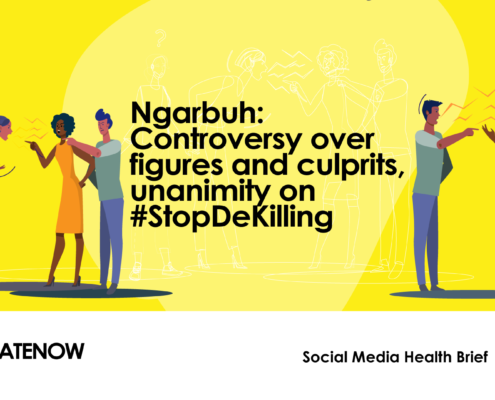 Ngarbuh:
Controversy over
figures and culprits,
unanimity on
#StopDeKilling
ATENOW
Social Media Health Brief